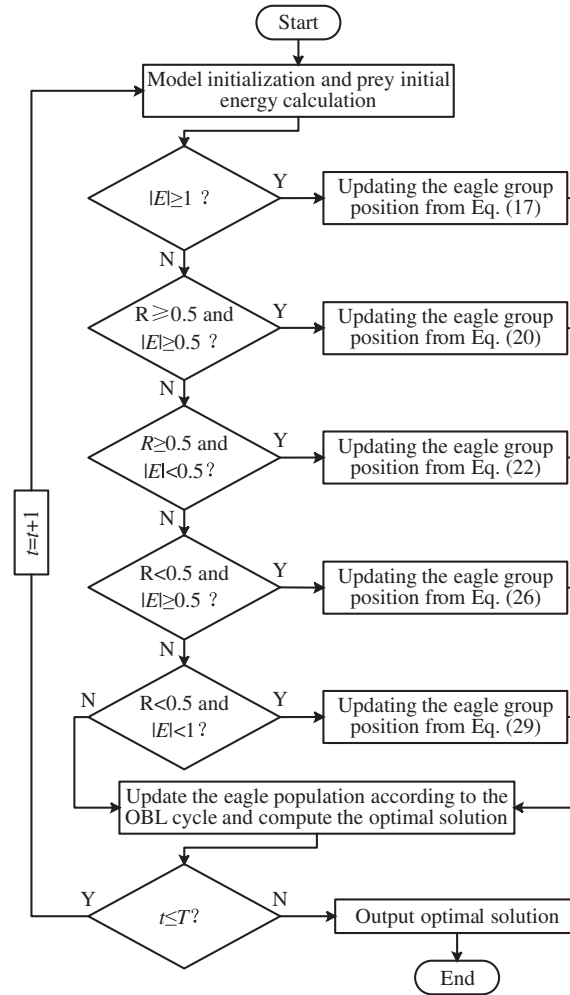 Start
Model initialization and prey initial
energy calculation
|E|≥1 ?
Y
Updating the eagle group
position from Eq. (17)
N
R≥0.5 and
|E|≥0.5 ?
Y
Updating the eagle group
position from Eq. (20)
N
R≥0.5 and
|E|<0.5?
Y
Updating the eagle group
position from Eq. (22)
N
t=t+1
R<0.5 and
|E|≥0.5 ?
Y
Updating the eagle group
position from Eq. (26)
N
N
R<0.5 and
|E|<1?
Y
Updating the eagle group
position from Eq. (29)
Update the eagle population according to the
OBL cycle and compute the optimal solution
Y
t≤T?
N
Output optimal solution
End